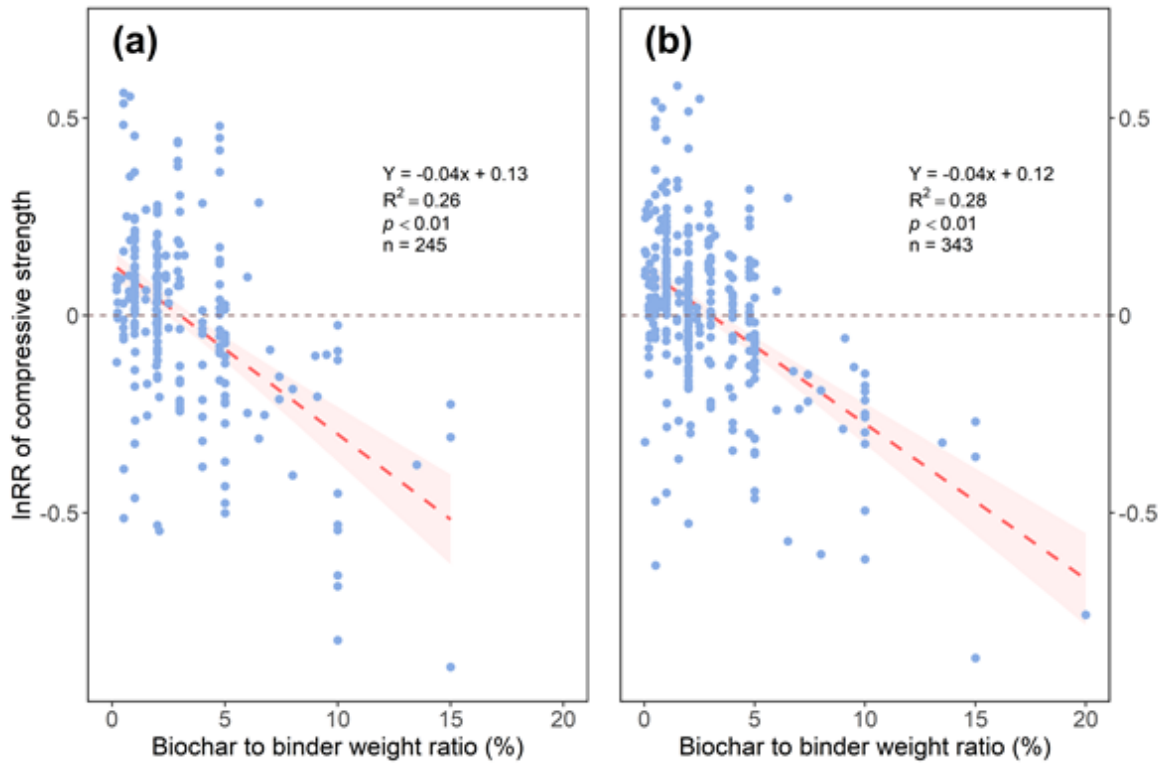 (a)
(b)
0.5
0
-0.5
0.5
0
-0.5
lnRR of compressive strength
Y = -0.04x + 0.13
R² = 0.26
p < 0.01
n = 245
Y = -0.04x + 0.12
R² = 0.28
p < 0.01
n = 343
0 5 10 15 20
0 5 10 15 20
Biochar to binder weight ratio (%)
Biochar to binder weight ratio (%)